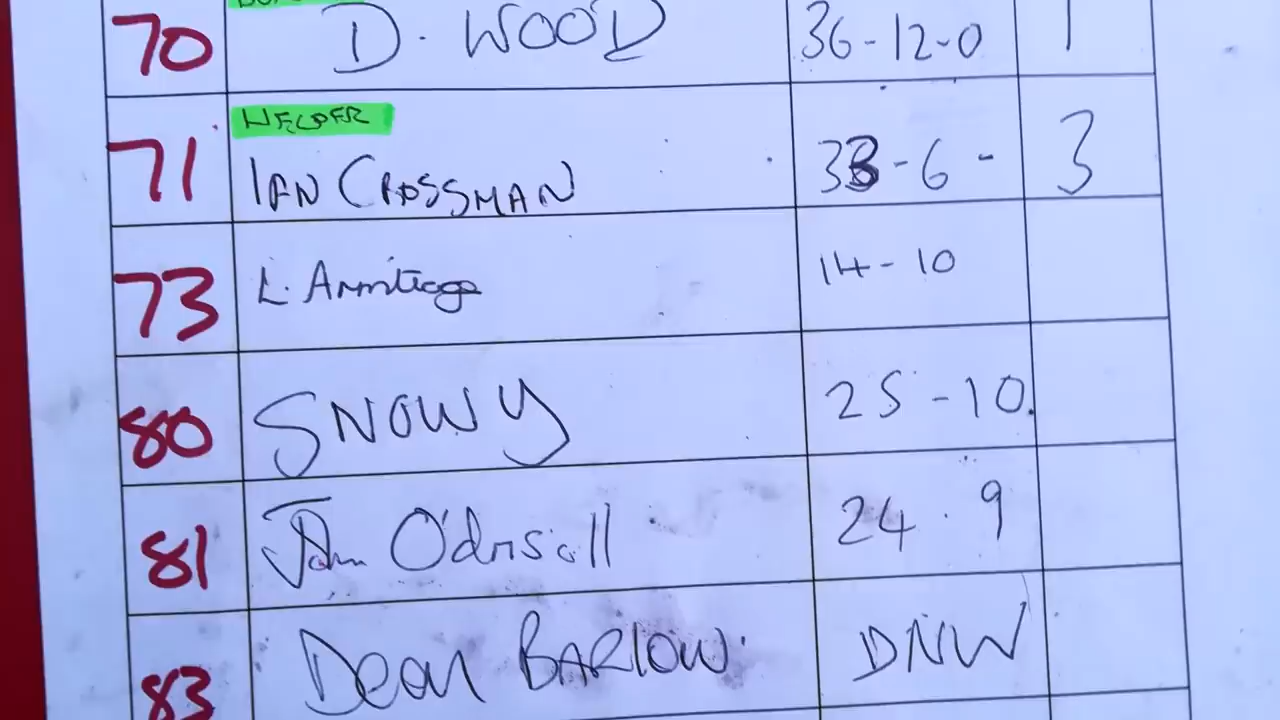 70 D. WOOD 36-12-0 1
HELPER
71 IAN CROSSMAN 33-6- 3
73 L. Armitage 14-10
80 SNOWY 25-10
81 John O'driscoll 24 . 9
83 Dean BARLOW DNW